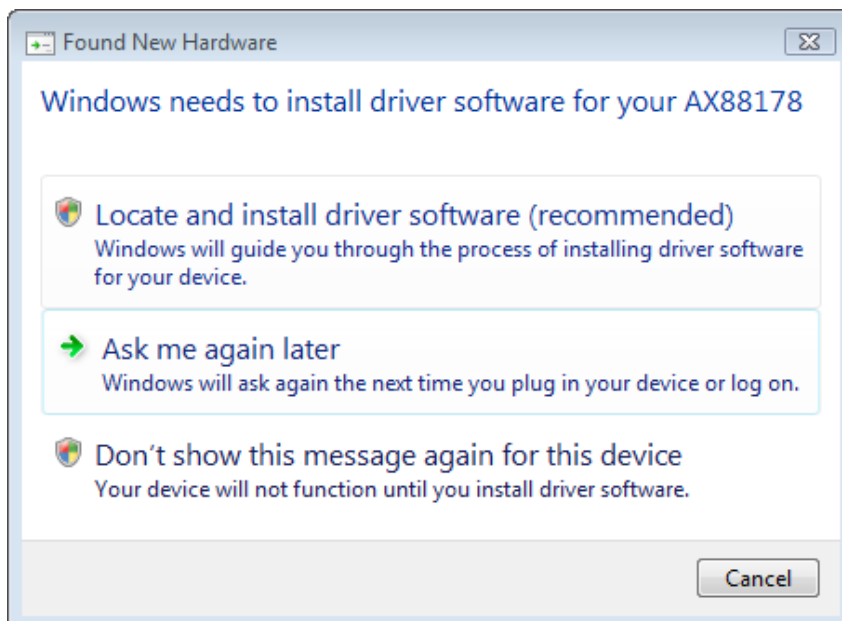 Found New Hardware
Windows needs to install driver software for your AX88178
Locate and install driver software (recommended)
Windows will guide you through the process of installing driver software
for your device.
Ask me again later
Windows will ask again the next time you plug in your device or log on.
Don't show this message again for this device
Your device will not function until you install driver software.
Cancel